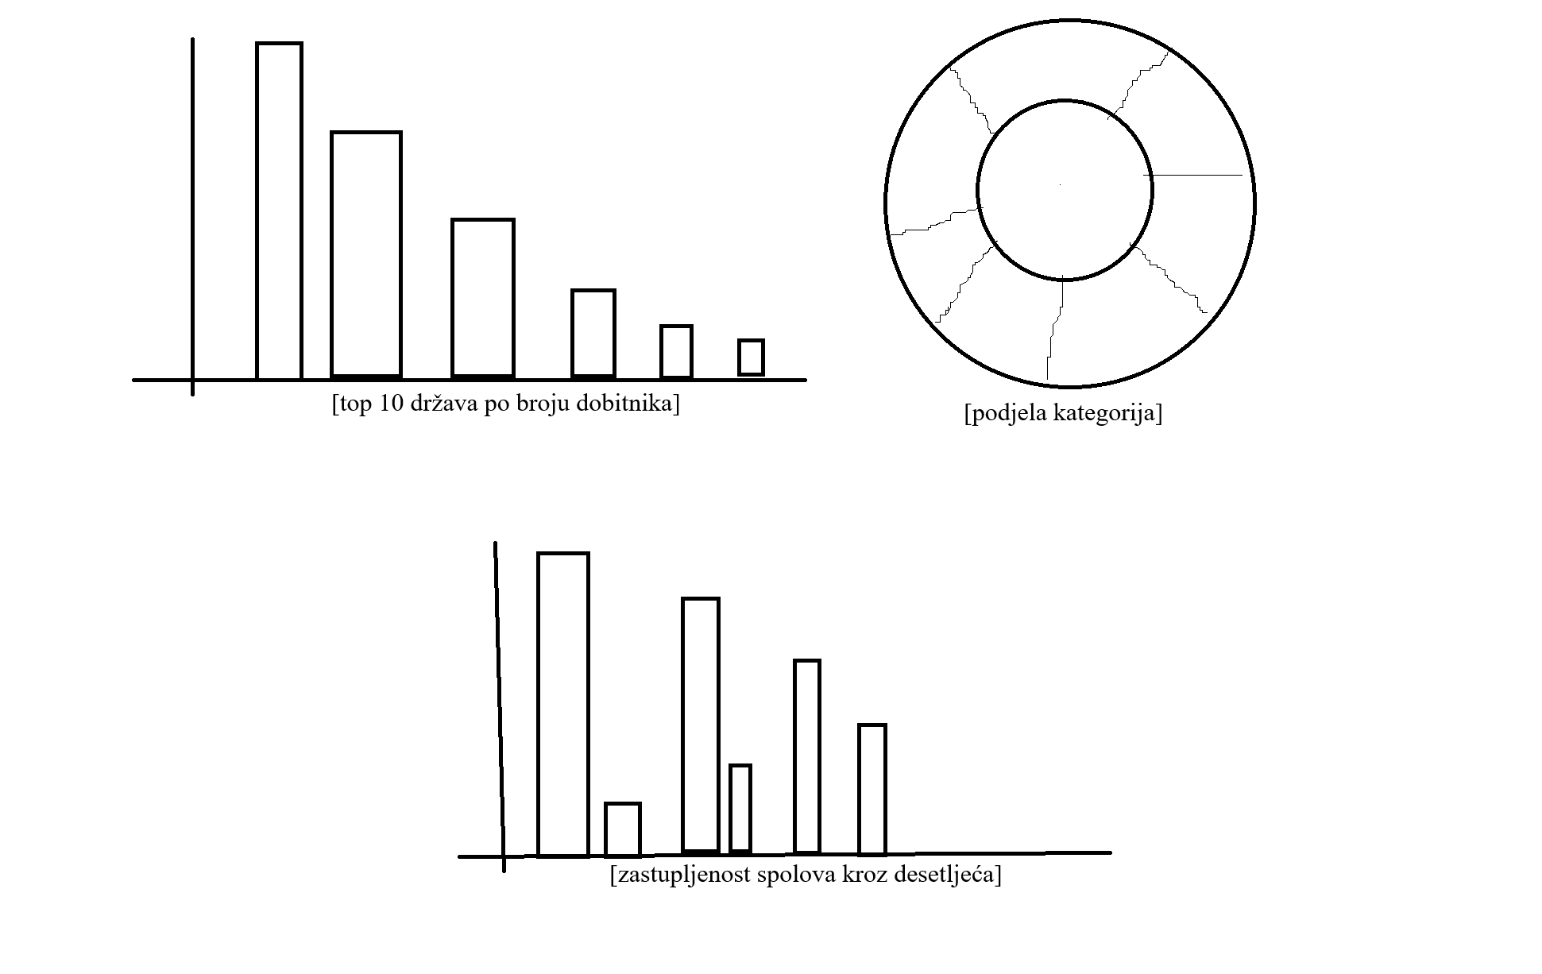 [top 10 država po broju dobitnika]
[podjela kategorija]
[zastupljenost spolova kroz desetljeća]